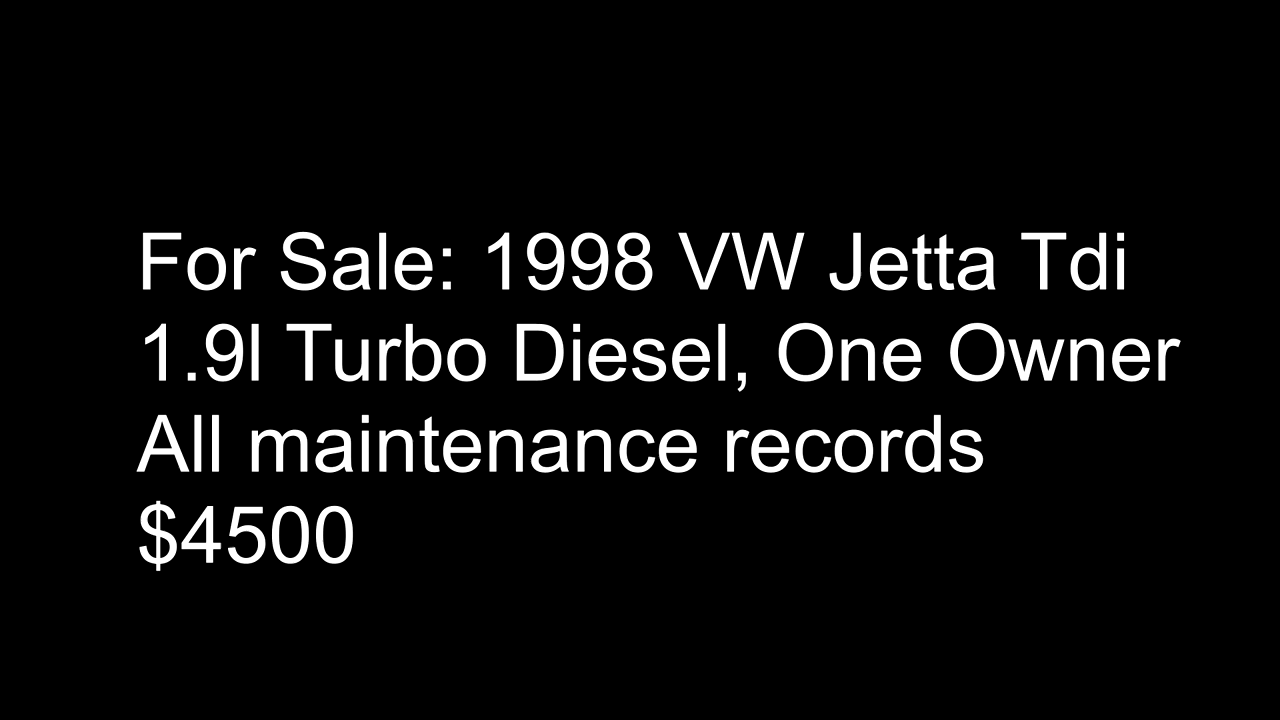 For Sale: 1998 VW Jetta Tdi
1.9l Turbo Diesel, One Owner
All maintenance records
$4500